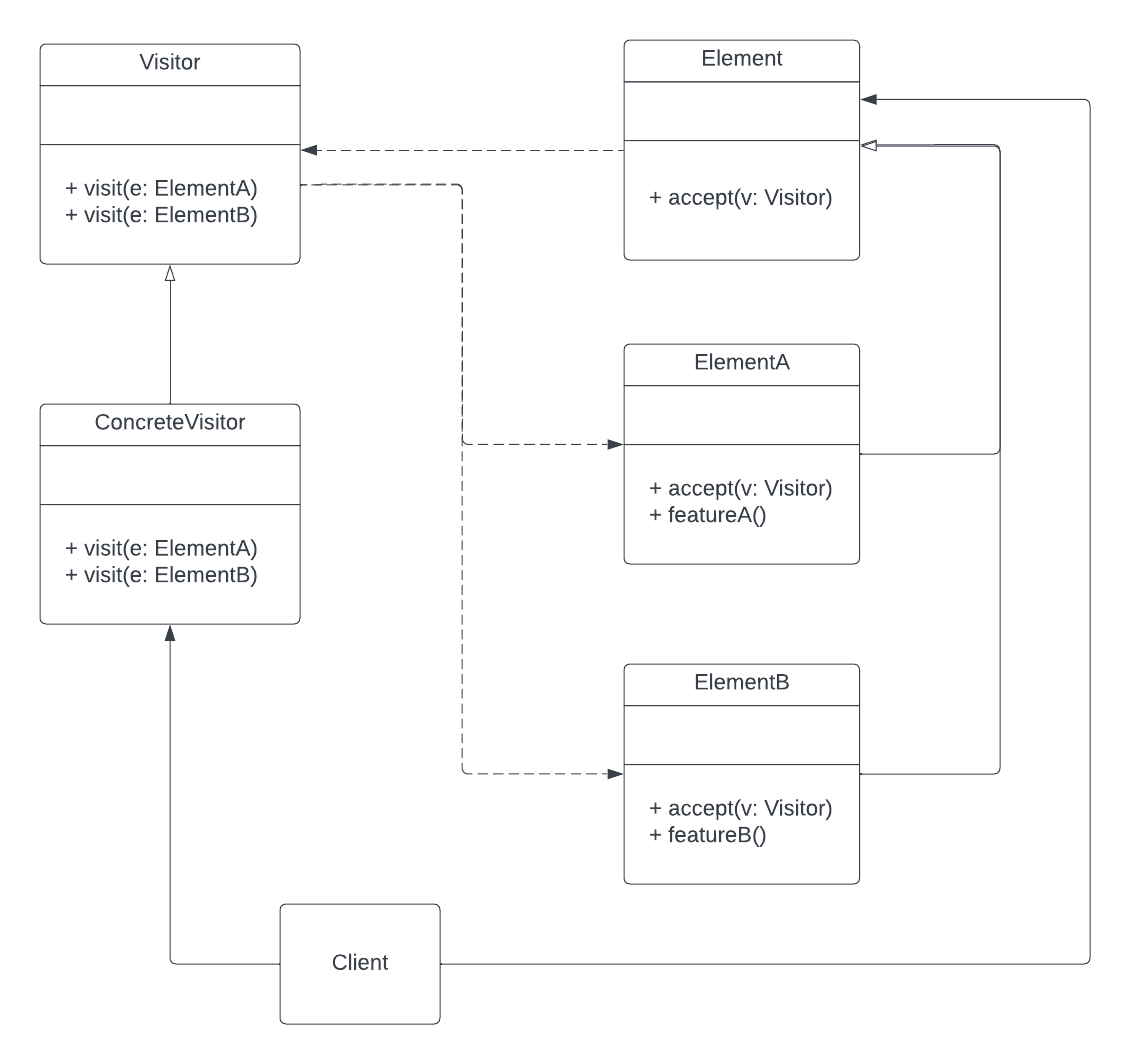 Visitor
+ visit(e: ElementA)
+ visit(e: ElementB)
Element
+ accept(v: Visitor)
ConcreteVisitor
+ visit(e: ElementA)
+ visit(e: ElementB)
ElementA
+ accept(v: Visitor)
+ featureA()
ElementB
+ accept(v: Visitor)
+ featureB()
Client